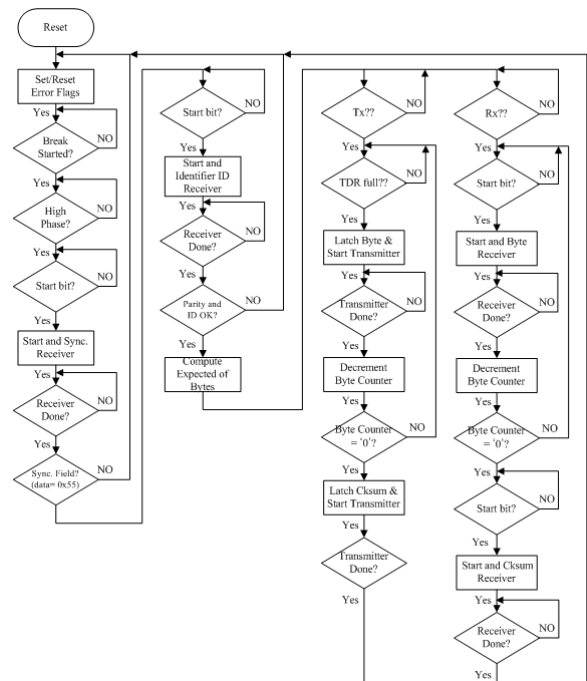 Reset
Set/Reset
Error Flags
Yes
NO
Break
Started?
Yes
NO
High
Phase?
Yes
NO
Start bit?
Yes
Start and Sync.
Receiver
Yes
NO
Receiver
Done?
Yes
NO
Sync. Field?
(data= 0x55)
Start bit?
NO
Yes
Start and
Identifier ID
Receiver
Yes
NO
Receiver
Done?
Yes
Parity and
ID OK?
NO
Yes
Compute
Expected of
Bytes
Tx??
NO
Yes
TDR full??
NO
Yes
Latch Byte &
Start Transmitter
Yes
NO
Transmitter
Done?
Yes
Decrement
Byte Counter
Yes
Byte Counter
= '0'?
NO
Yes
Latch Cksum &
Start Transmitter
Yes
Transmitter
Done?
Yes
Rx??
NO
Yes
Start bit?
NO
Yes
Start and Byte
Receiver
Yes
Receiver
Done?
NO
Yes
Decrement
Byte Counter
Yes
Byte Counter
= '0'?
NO
Yes
Start bit?
NO
Yes
Start and Cksum
Receiver
Yes
Receiver
Done?
NO
Yes